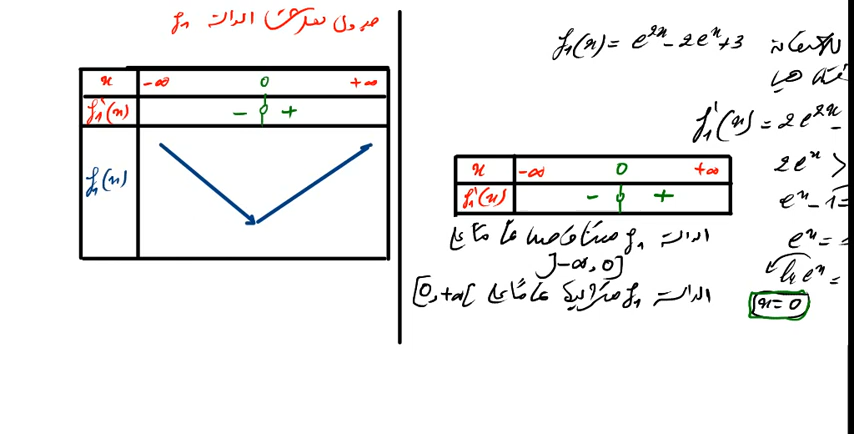 جدول تغيرات الدالة f₁
x -∞ 0 +∞
f₁'(x) - 0 +
f₁(x)
f₁(x) = e^{2x} - 2e^x + 3
f₁'(x) = 2e^{2x} -
2e^x >
x -∞ 0 +∞
f₁'(x) - 0 +
e^x - 1 =
الدالة f₁ متناقصة تماما على
e^x =
]-∞, 0]
ln e^x =
الدالة f₁ متزايدة تماما على [0, +∞[
x = 0